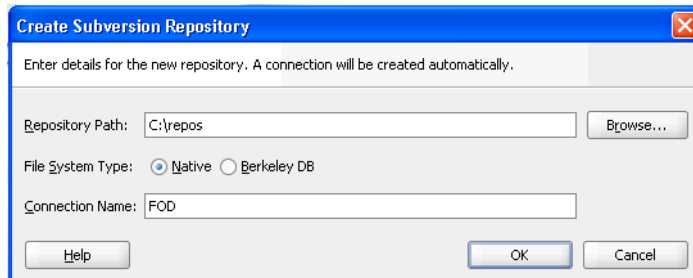 Create Subversion Repository
Enter details for the new repository. A connection will be created automatically.
Repository Path: C:\repos Browse...
File System Type: Native Berkeley DB
Connection Name: FOD
Help OK Cancel